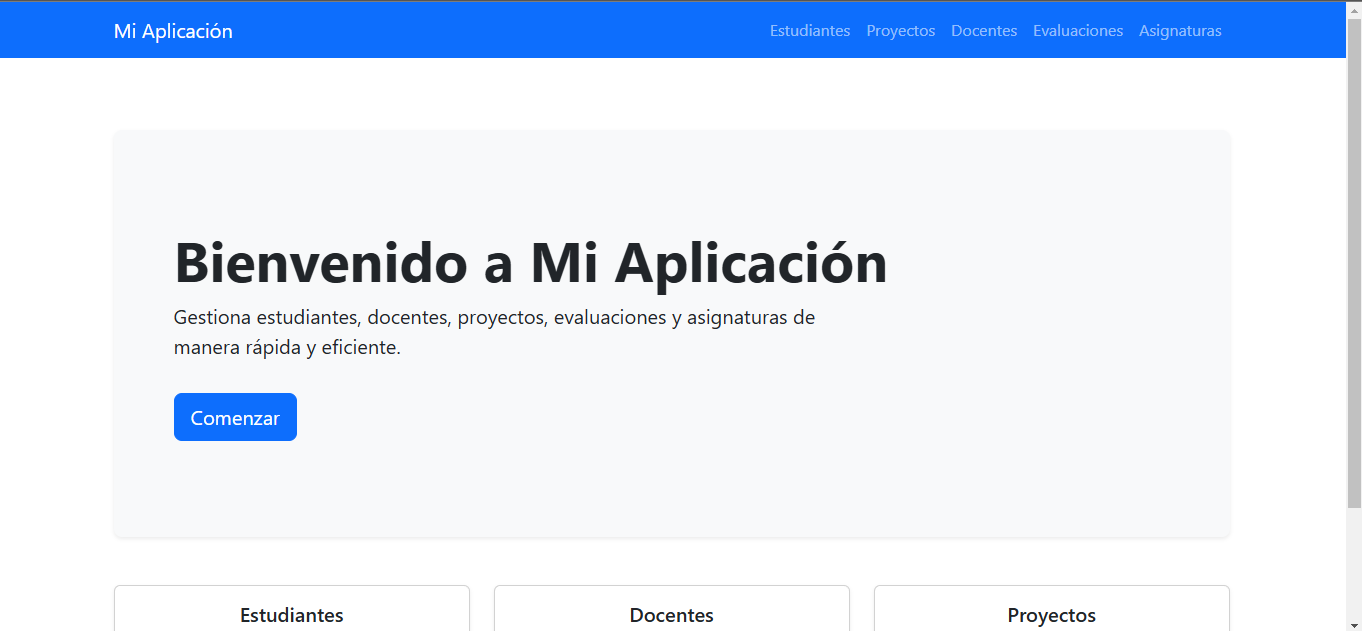 Mi Aplicación
Estudiantes Proyectos Docentes Evaluaciones Asignaturas
Bienvenido a Mi Aplicación
Gestiona estudiantes, docentes, proyectos, evaluaciones y asignaturas de
manera rápida y eficiente.
Comenzar
Estudiantes
Docentes
Proyectos